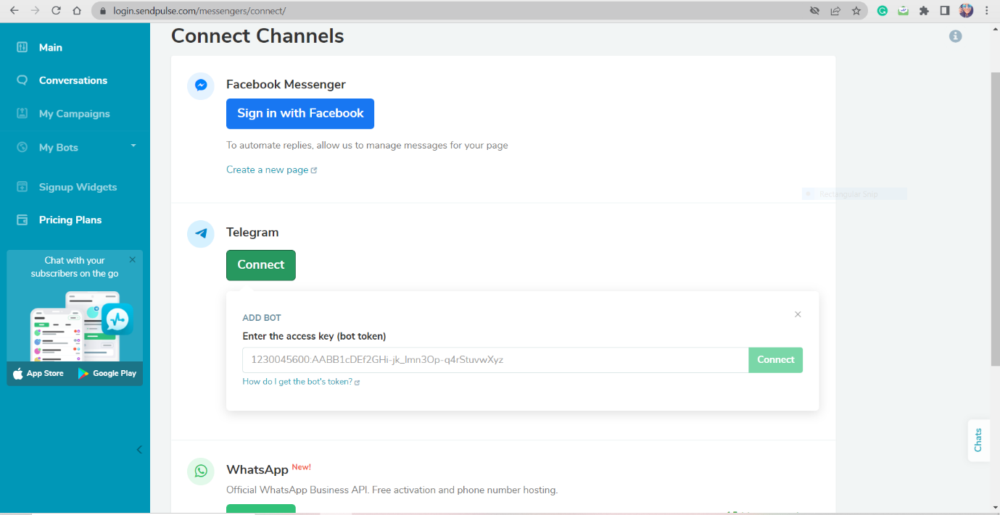 login.sendpulse.com/messengers/connect/
Main
Conversations
My Campaigns
My Bots
Signup Widgets
Pricing Plans
Chat with your
subscribers on the go
App Store
Google Play
Connect Channels
Facebook Messenger
Sign in with Facebook
To automate replies, allow us to manage messages for your page
Create a new page
Rectangular Snip
Telegram
Connect
ADD BOT
Enter the access key (bot token)
1230045600:AABB1cDEf2GHi-jk_lmn3Op-q4rStuvwXyz
Connect
How do I get the bot's token?
WhatsApp New!
Official WhatsApp Business API. Free activation and phone number hosting.
Chats